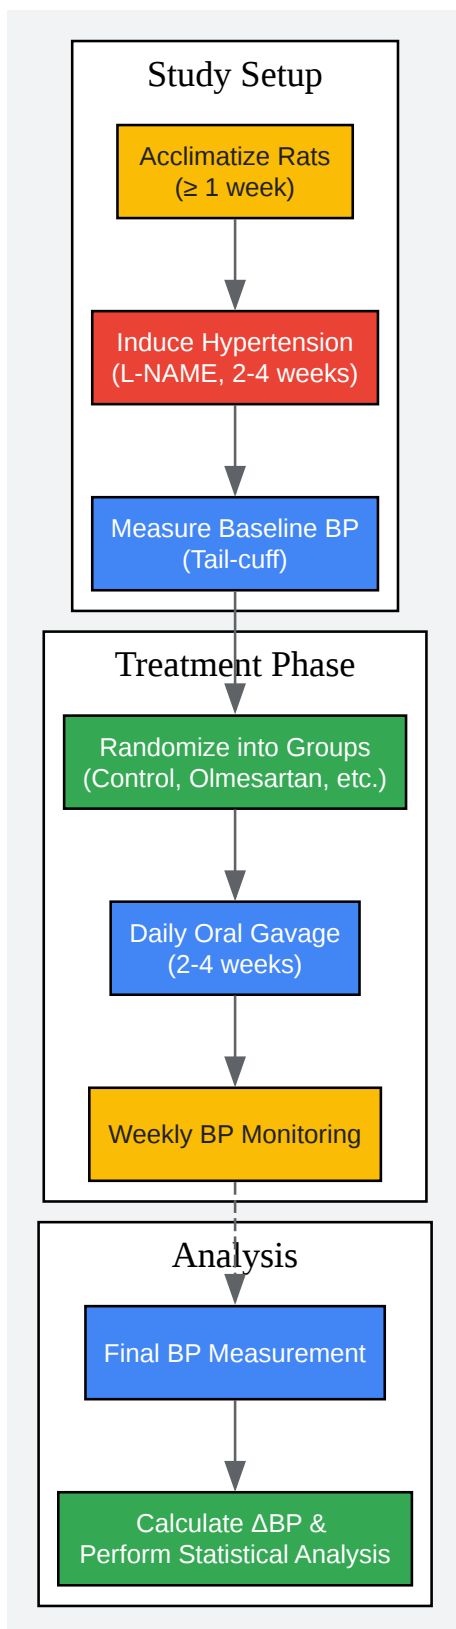 Study Setup
Acclimatize Rats
(≥ 1 week)
Induce Hypertension
(L-NAME, 2-4 weeks)
Measure Baseline BP
(Tail-cuff)
Treatment Phase
Randomize into Groups
(Control, Olmesartan, etc.)
Daily Oral Gavage
(2-4 weeks)
Weekly BP Monitoring
Analysis
Final BP Measurement
Calculate ΔBP &
Perform Statistical Analysis